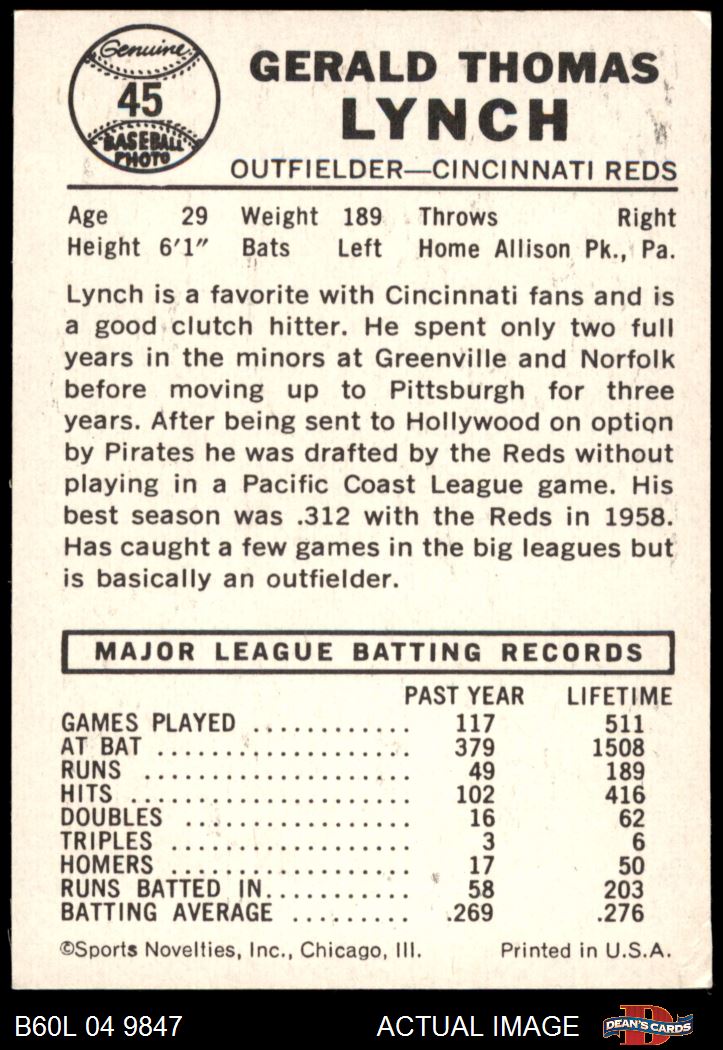 Genuine
45
BASEBALL
PHOTO
GERALD THOMAS
LYNCH
OUTFIELDER—CINCINNATI REDS
Age 29 Weight 189 Throws Right
Height 6'1" Bats Left Home Allison Pk., Pa.
Lynch is a favorite with Cincinnati fans and is
a good clutch hitter. He spent only two full
years in the minors at Greenville and Norfolk
before moving up to Pittsburgh for three
years. After being sent to Hollywood on option
by Pirates he was drafted by the Reds without
playing in a Pacific Coast League game. His
best season was .312 with the Reds in 1958.
Has caught a few games in the big leagues but
is basically an outfielder.
MAJOR LEAGUE BATTING RECORDS
PAST YEAR LIFETIME
GAMES PLAYED ............ 117 511
AT BAT .................... 379 1508
RUNS ..................... 49 189
HITS ...................... 102 416
DOUBLES ................. 16 62
TRIPLES .................. 3 6
HOMERS .................. 17 50
RUNS BATTED IN........... 58 203
BATTING AVERAGE ......... .269 .276
©Sports Novelties, Inc., Chicago, Ill. Printed in U.S.A.
B60L 04 9847 ACTUAL IMAGE D
DEAN'S CARDS